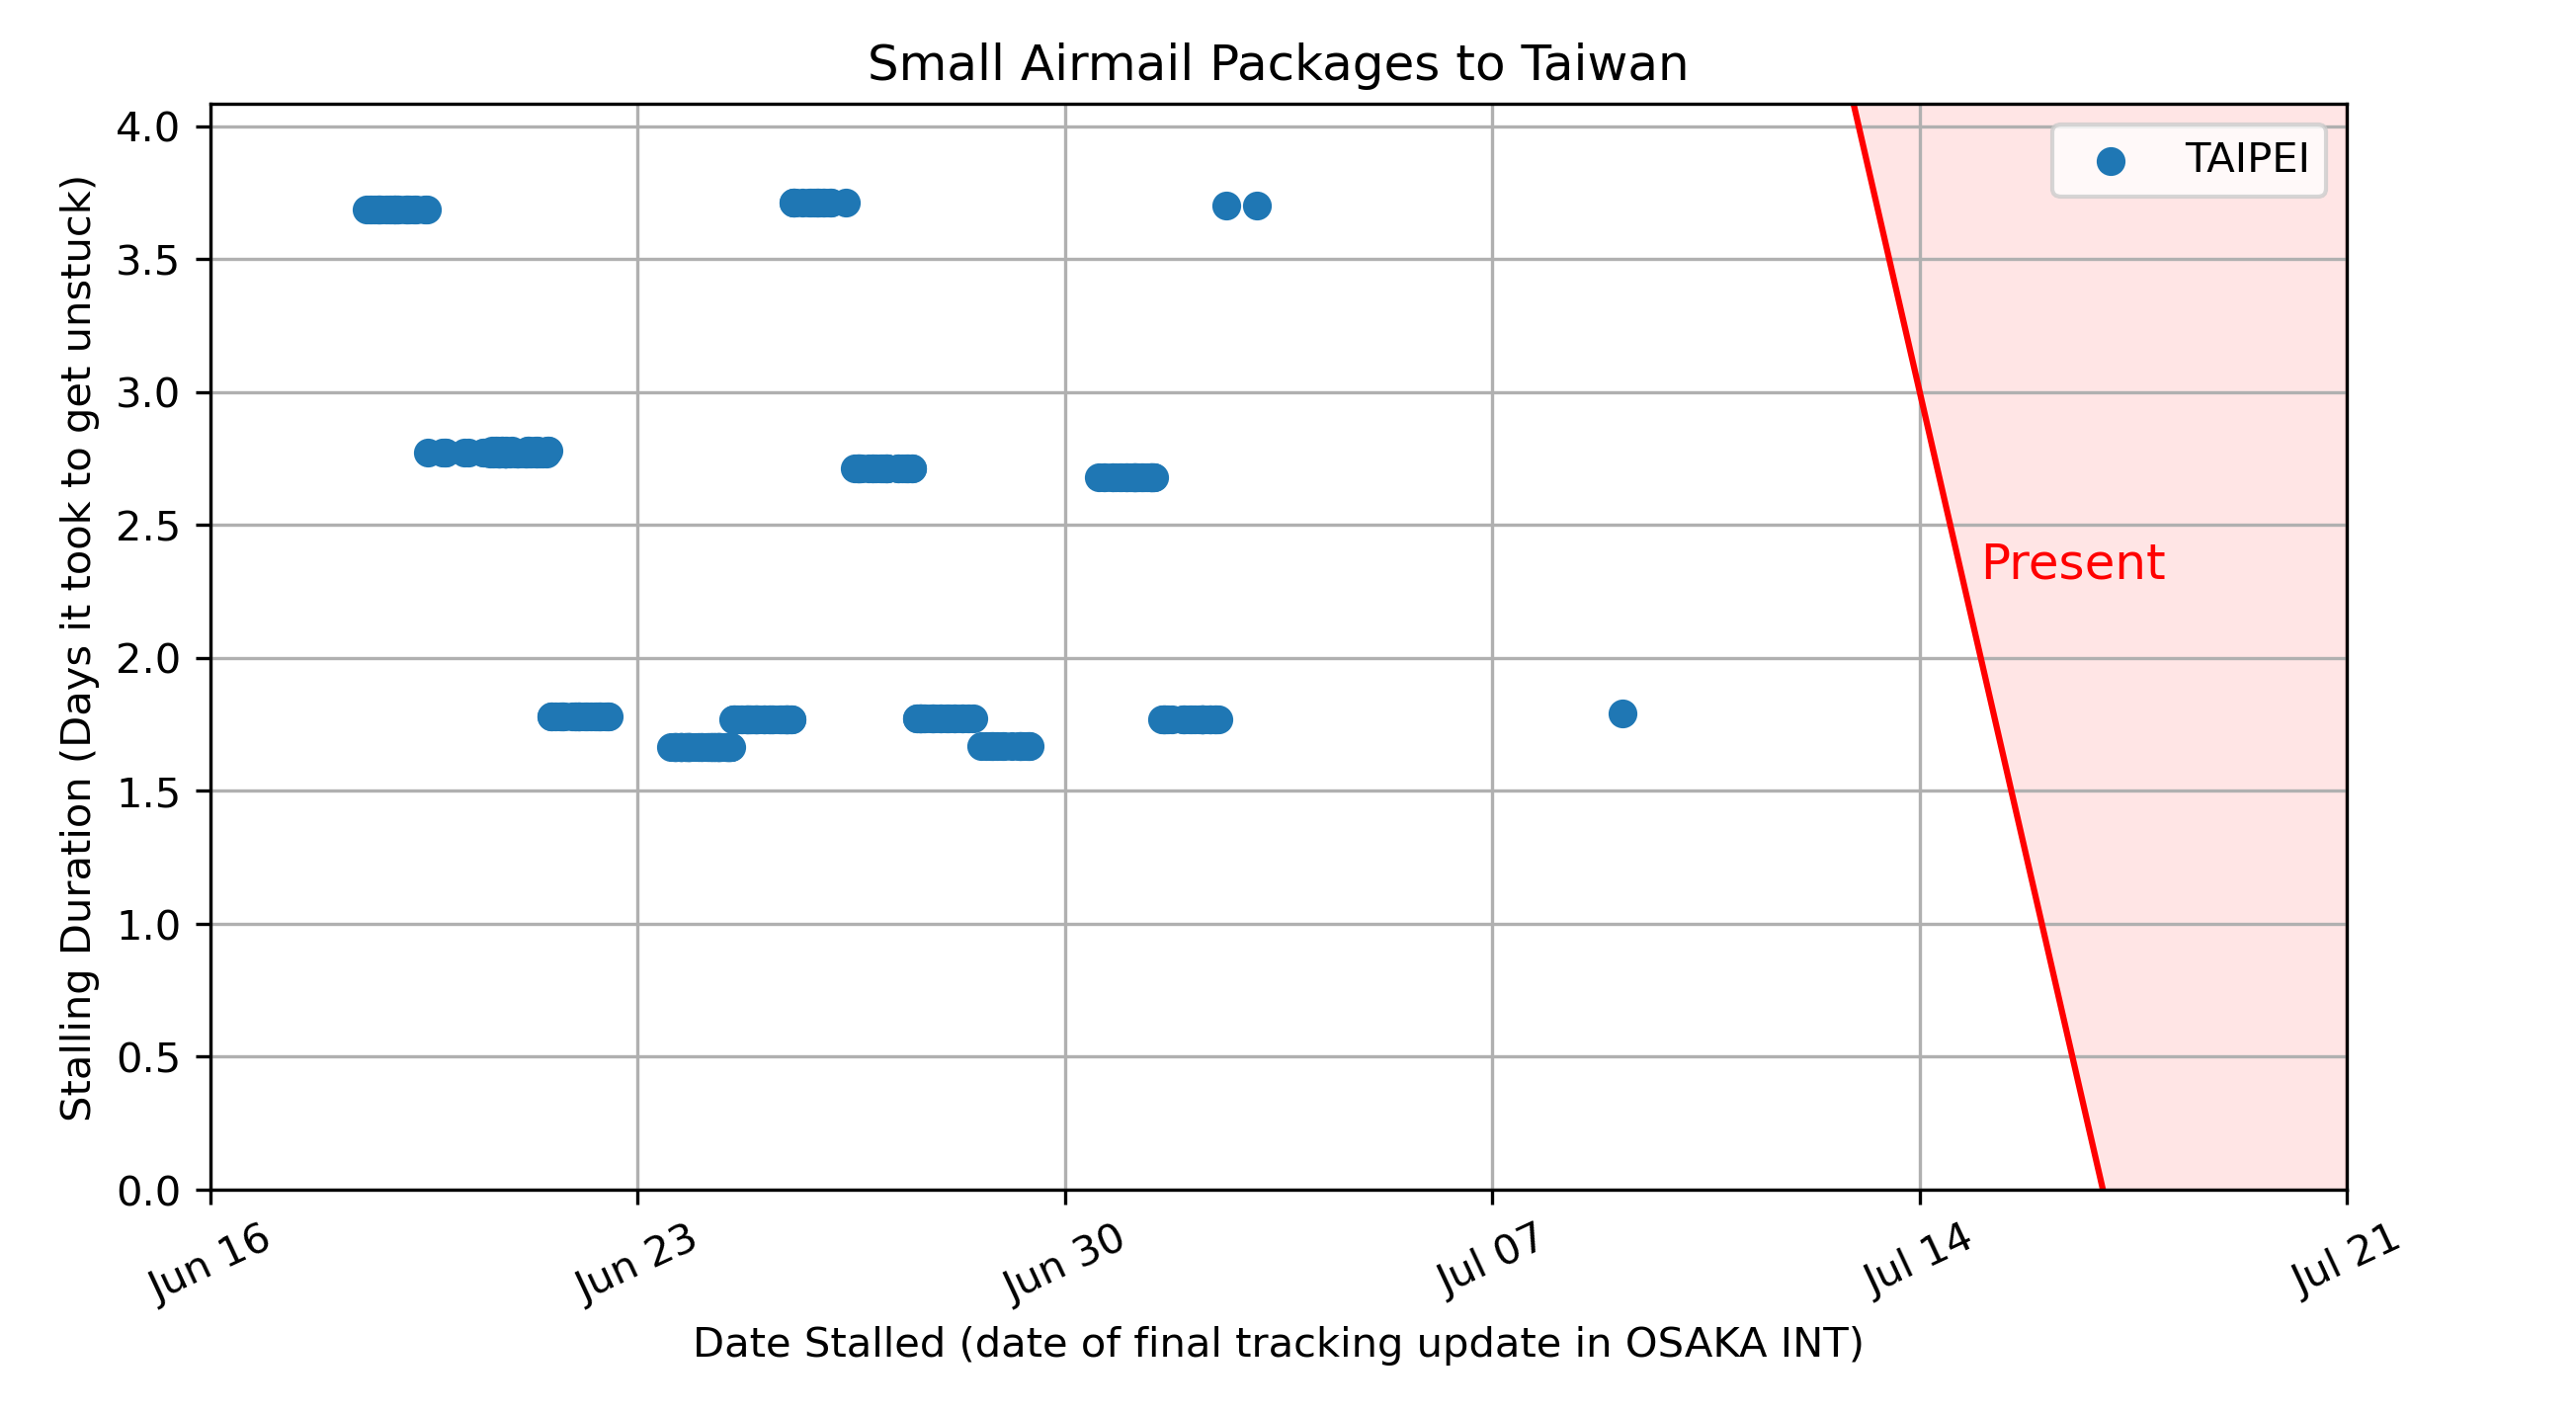 Small Airmail Packages to Taiwan
Stalling Duration (Days it took to get unstuck)
4.0
3.5
3.0
2.5
2.0
1.5
1.0
0.5
0.0
TAIPEI
Present
Jun 16
Jun 23
Jun 30
Jul 07
Jul 14
Jul 21
Date Stalled (date of final tracking update in OSAKA INT)